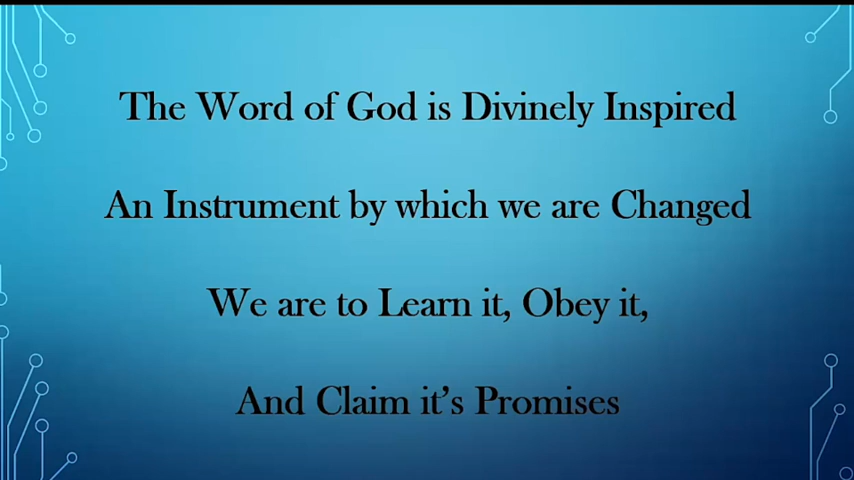 The Word of God is Divinely Inspired
An Instrument by which we are Changed
We are to Learn it, Obey it,
And Claim it's Promises